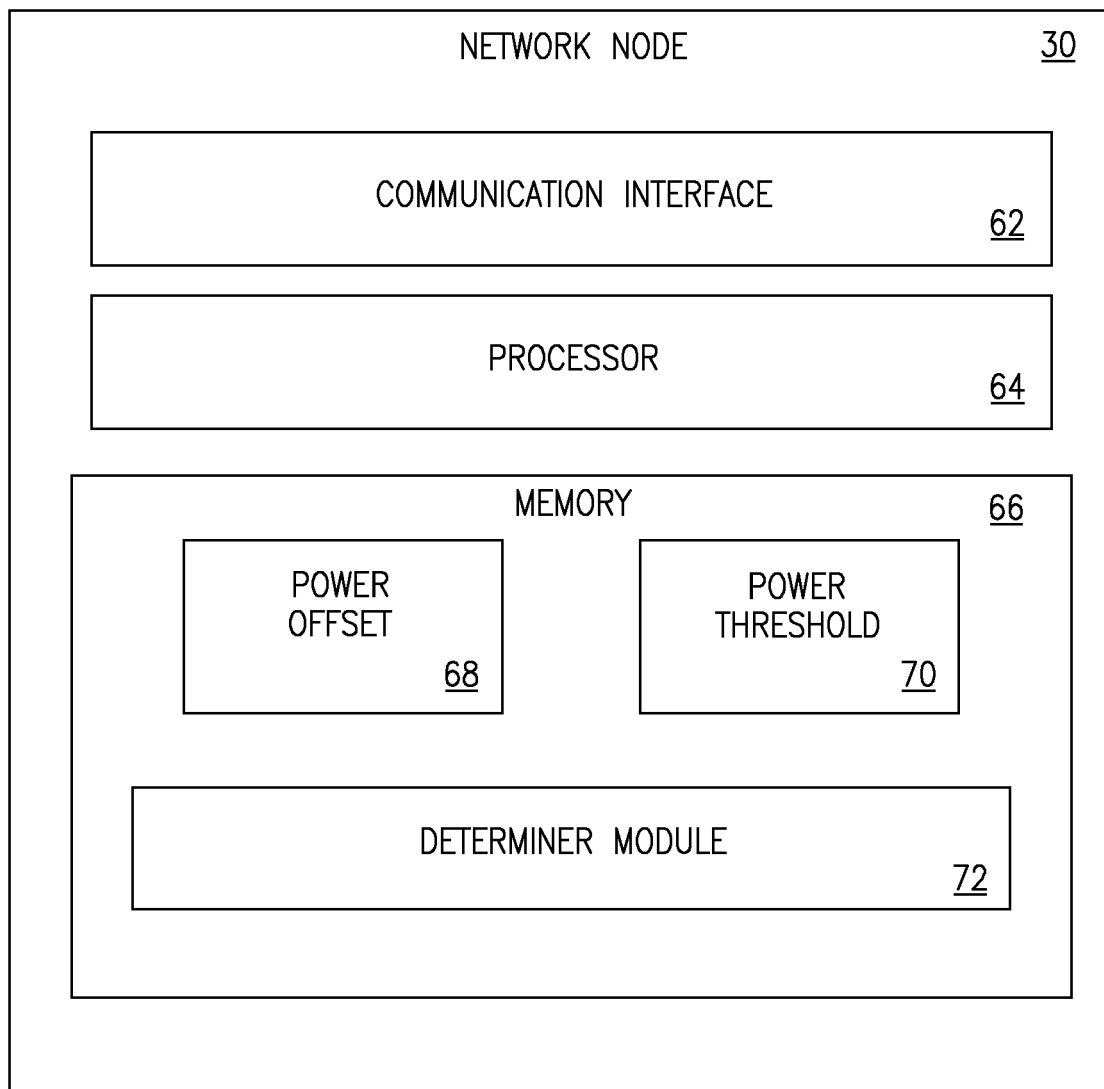 NETWORK NODE 30
COMMUNICATION INTERFACE
62
PROCESSOR
64
MEMORY 66
POWER
OFFSET
68
POWER
THRESHOLD
70
DETERMINER MODULE
72